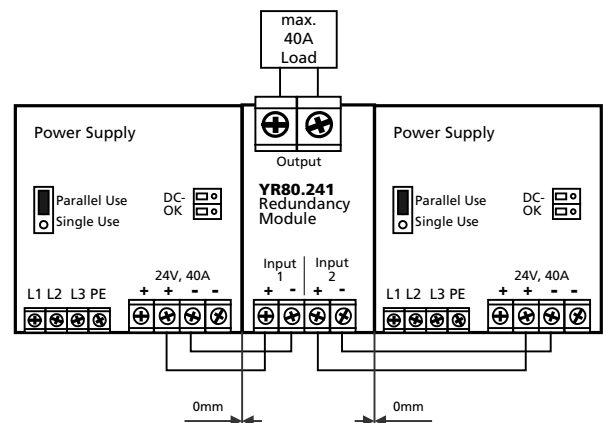 max.
40A
Load
Output
Power Supply
Parallel Use
Single Use
DC-
OK
24V, 40A
+ + - -
L1 L2 L3 PE
YR80.241
Redundancy
Module
Input
1
Input
2
+ - + -
Power Supply
Parallel Use
Single Use
DC-
OK
24V, 40A
+ + - -
L1 L2 L3 PE
0mm
0mm